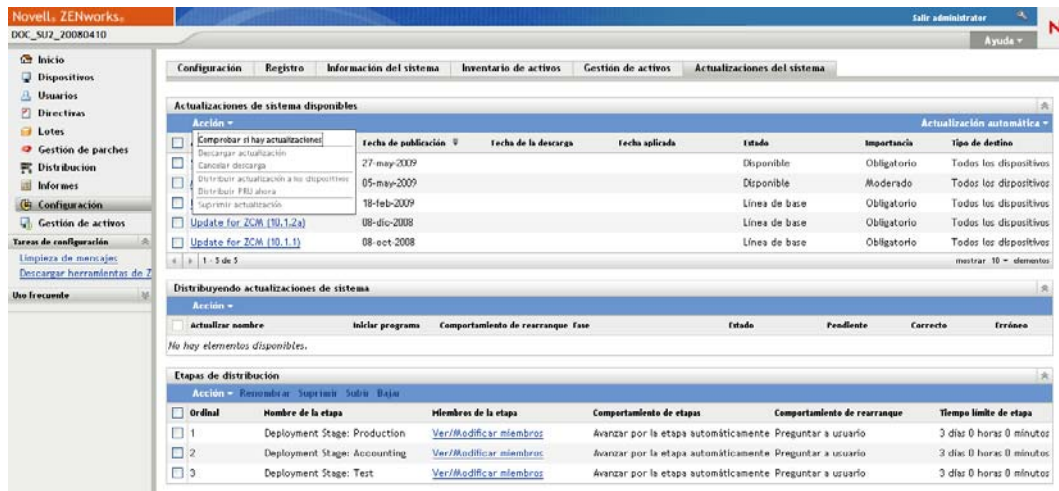 Novell® ZENworks®
Salir administrator
DOC_SU2_20080410
Ayuda
Inicio
Dispositivos
Usuarios
Directivas
Lotes
Gestión de parches
Distribución
Informes
Configuración
Gestión de activos
Tareas de configuración
Limpieza de mensajes
Descargar herramientas de Z
Uso frecuente
Configuración Registro Información del sistema Inventario de activos Gestión de activos Actualizaciones del sistema
Actualizaciones de sistema disponibles
Acción Actualización automática
Comprobar si hay actualizaciones
Descargar actualización
Cancelar descarga
Distribuir actualización a los dispositivos
Distribuir PRU ahora
Suprimir actualización
Fecha de publicación Fecha de la descarga Fecha aplicada Estado Importancia Tipo de destino
27-may-2009 Disponible Obligatorio Todos los dispositivos
05-may-2009 Disponible Moderado Todos los dispositivos
18-feb-2009 Línea de base Obligatorio Todos los dispositivos
Update for ZCM (10.1.2a) 08-dic-2008 Línea de base Obligatorio Todos los dispositivos
Update for ZCM (10.1.1) 08-oct-2008 Línea de base Obligatorio Todos los dispositivos
1 - 5 de 5 mostrar 10 elementos
Distribuyendo actualizaciones de sistema
Acción
Actualizar nombre Iniciar programa Comportamiento de rearranque Fase Estado Pendiente Correcto Erróneo
No hay elementos disponibles.
Etapas de distribución
Acción Renombrar Suprimir Subir Bajar
Ordinal Nombre de la etapa Miembros de la etapa Comportamiento de etapas Comportamiento de rearranque Tiempo límite de etapa
1 Deployment Stage: Production Ver/Modificar miembros Avanzar por la etapa automáticamente Preguntar a usuario 3 días 0 horas 0 minutos
2 Deployment Stage: Accounting Ver/Modificar miembros Avanzar por la etapa automáticamente Preguntar a usuario 3 días 0 horas 0 minutos
3 Deployment Stage: Test Ver/Modificar miembros Avanzar por la etapa automáticamente Preguntar a usuario 3 días 0 horas 0 minutos